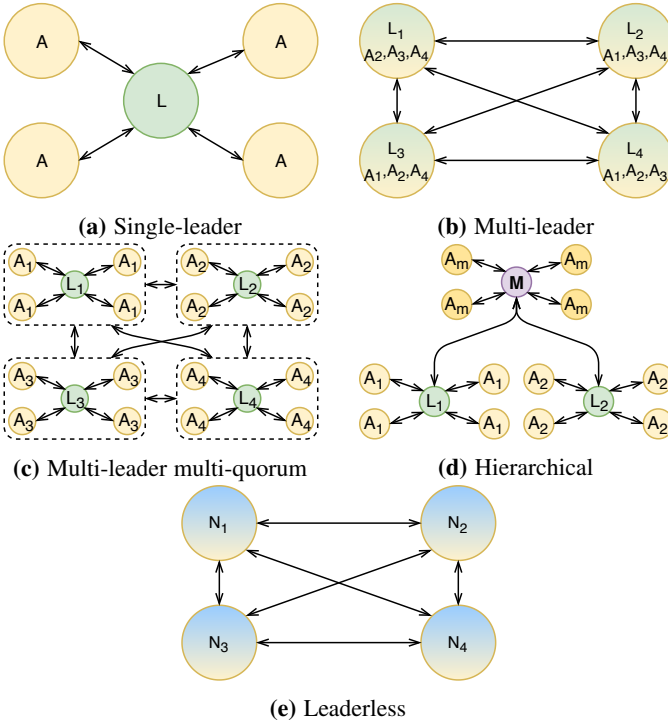 A A
L
A A
(a) Single-leader
L1 L2
A2,A3,A4 A1,A3,A4
L3 L4
A1,A2,A4 A1,A2,A3
(b) Multi-leader
A1 A1 A2 A2
L1 L2
A1 A1 A2 A2
A3 A3 A4 A4
L3 L4
A3 A3 A4 A4
(c) Multi-leader multi-quorum
Am Am
M
Am Am
A1 A1 A2 A2
L1 L2
A1 A1 A2 A2
(d) Hierarchical
N1 N2
N3 N4
(e) Leaderless